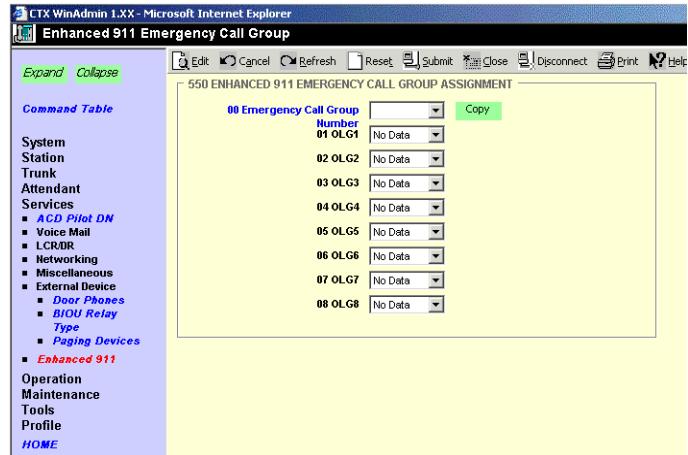 CTX WinAdmin 1.XX - Microsoft Internet Explorer
Enhanced 911 Emergency Call Group
Edit Cancel Refresh Reset Submit Close Disconnect Print Help
Expand Collapse
Command Table
System
Station
Trunk
Attendant
Services
ACD Pilot DN
Voice Mail
LCR/DR
Networking
Miscellaneous
External Device
Door Phones
BIOU Relay
Type
Paging Devices
Enhanced 911
Operation
Maintenance
Tools
Profile
HOME
550 ENHANCED 911 EMERGENCY CALL GROUP ASSIGNMENT
00 Emergency Call Group
Number
Copy
01 OLG1 No Data
02 OLG2 No Data
03 OLG3 No Data
04 OLG4 No Data
05 OLG5 No Data
06 OLG6 No Data
07 OLG7 No Data
08 OLG8 No Data